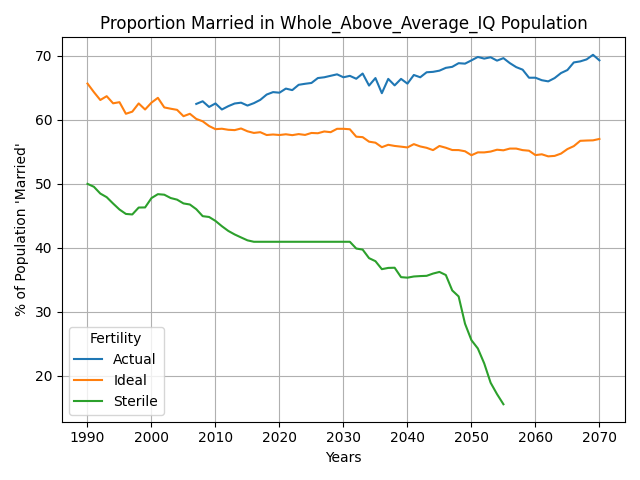 Proportion Married in Whole_Above_Average_IQ Population
% of Population 'Married'
70
60
50
40
30
20
Fertility
Actual
Ideal
Sterile
1990 2000 2010 2020 2030 2040 2050 2060 2070
Years